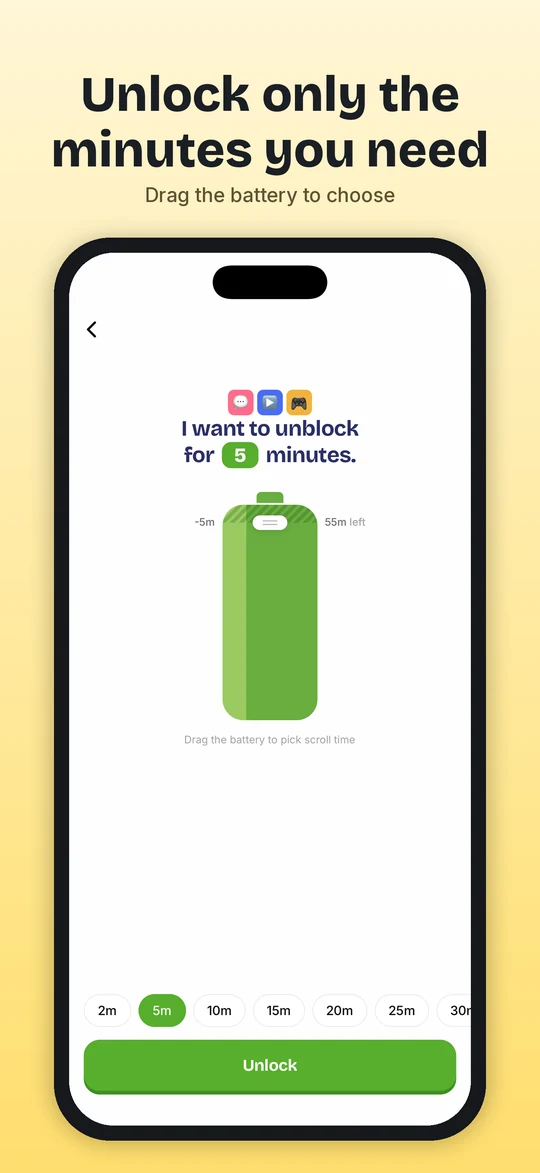 Unlock only the
minutes you need
Drag the battery to choose
I want to unblock
for 5 minutes.
-5m
55m left
Drag the battery to pick scroll time
2m 5m 10m 15m 20m 25m
Unlock